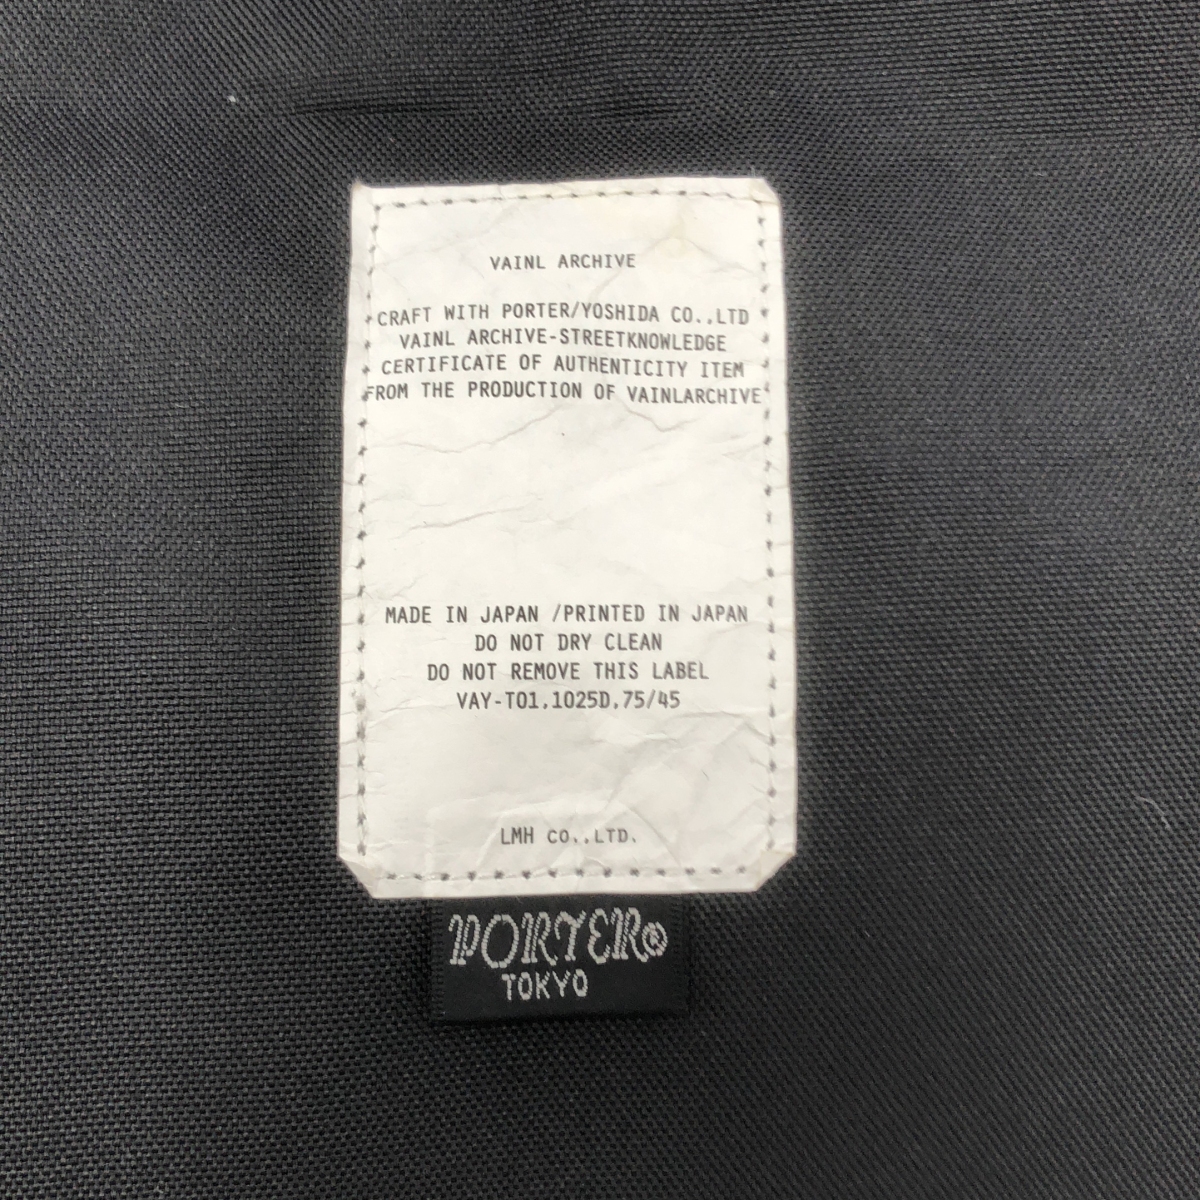 VAINL ARCHIVE
CRAFT WITH PORTER/YOSHIDA CO.,LTD
VAINL ARCHIVE-STREETKNOWLEDGE
CERTIFICATE OF AUTHENTICITY ITEM
FROM THE PRODUCTION OF VAINLARCHIVE
MADE IN JAPAN /PRINTED IN JAPAN
DO NOT DRY CLEAN
DO NOT REMOVE THIS LABEL
VAY-T01,1025D,75/45
LMH CO.,LTD.
PORTER®
TOKYO